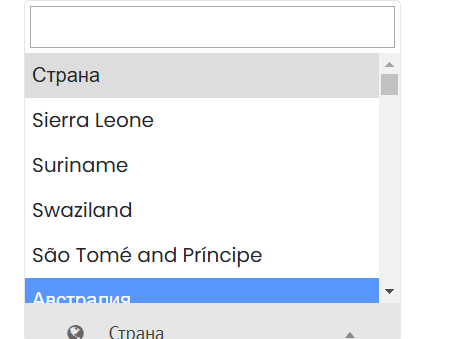 Страна
Sierra Leone
Suriname
Swaziland
São Tomé and Príncipe
Австралия
Страна